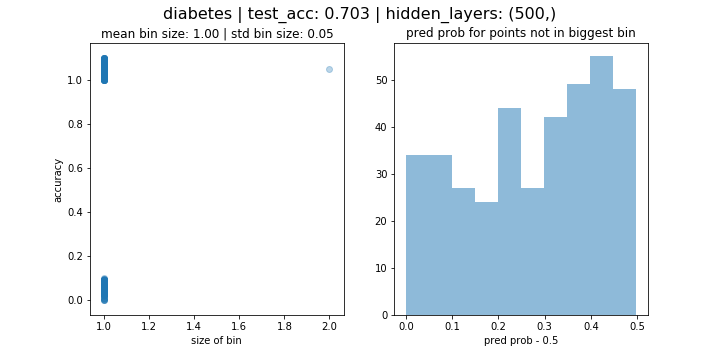 diabetes | test_acc: 0.703 | hidden_layers: (500,)
mean bin size: 1.00 | std bin size: 0.05
accuracy
1.0
0.8
0.6
0.4
0.2
0.0
1.0 1.2 1.4 1.6 1.8 2.0
size of bin
pred prob for points not in biggest bin
50
40
30
20
10
0
0.0 0.1 0.2 0.3 0.4 0.5
pred prob - 0.5